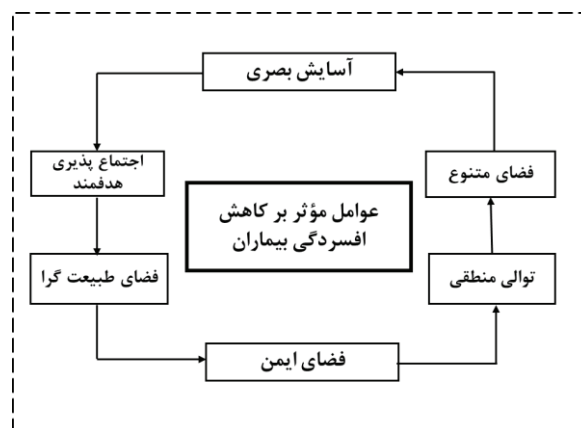 آسایش بصری
اجتماع پذیری
هدفمند
فضای متنوع
عوامل مؤثر بر کاهش
افسردگی بیماران
فضای طبیعت گرا
توالی منطقی
فضای ایمن